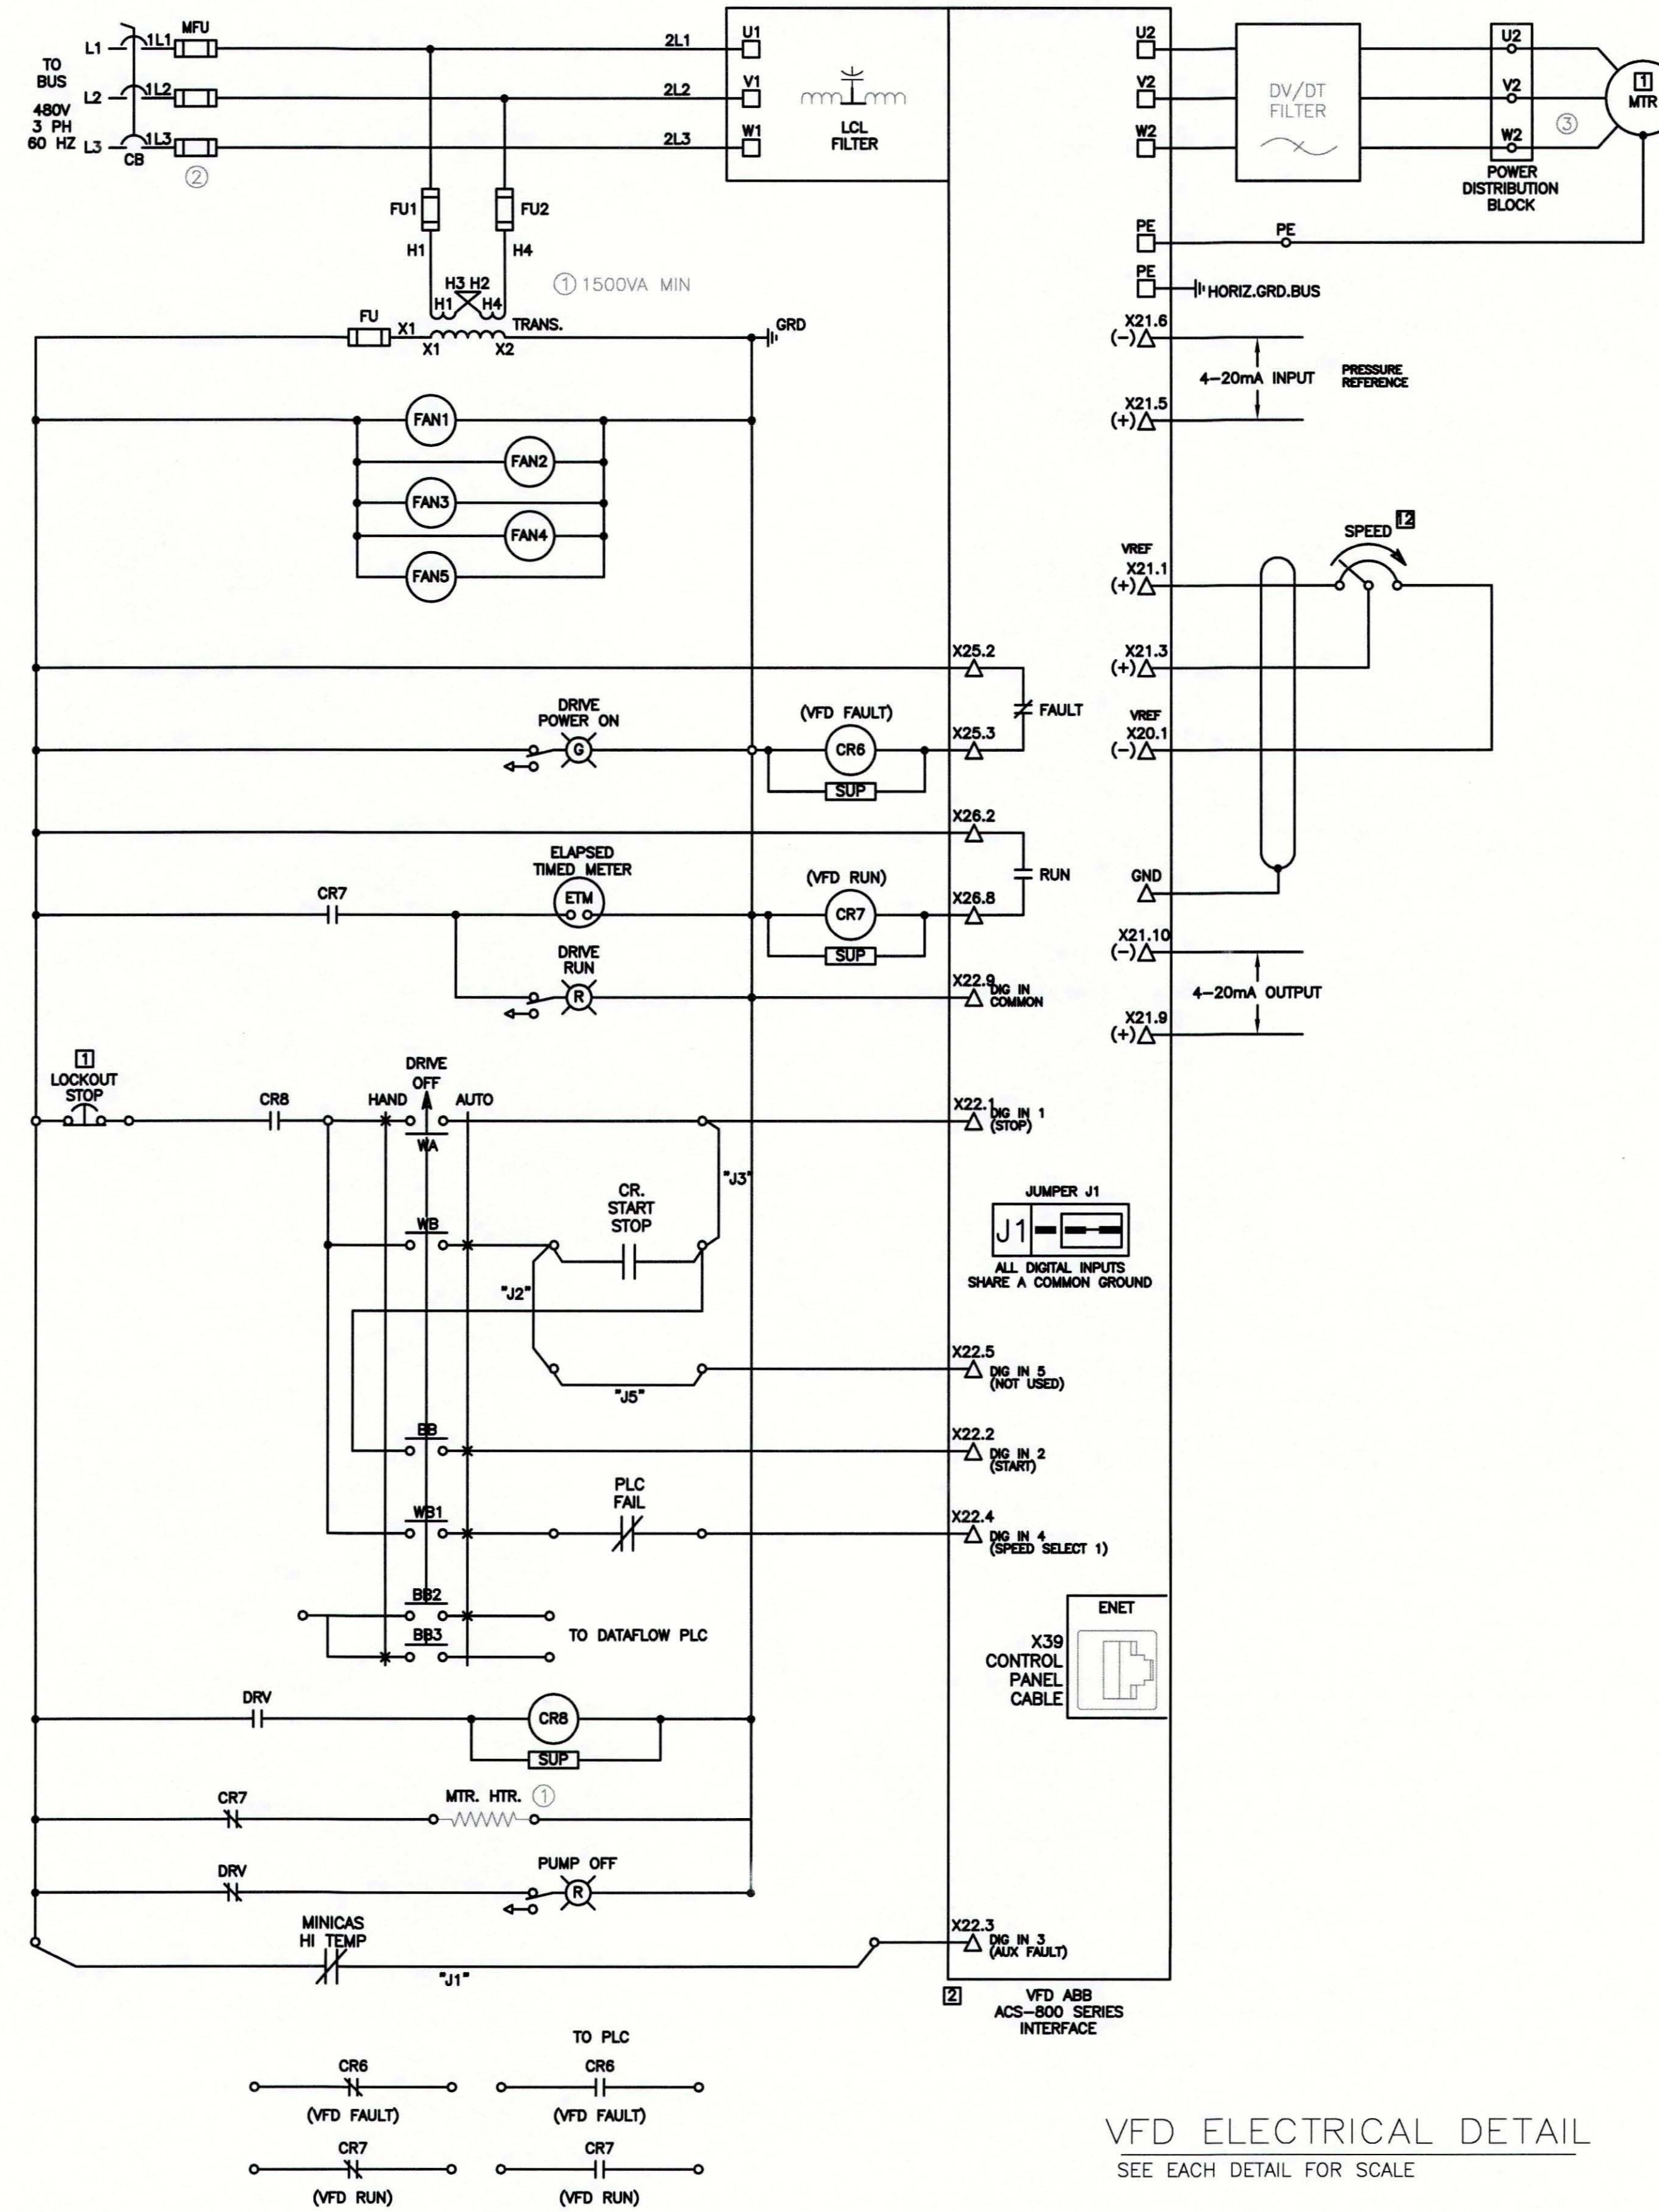 L1
1L1
MFU
2L1
U1
TO
BUS
L2
1L2
2L2
V1
480V
3 PH
60 HZ
L3
1L3
2L3
W1
CB
②
LCL
FILTER
U2
V2
W2
DV/DT
FILTER
U2
V2
W2
③
1
MTR
POWER
DISTRIBUTION
BLOCK
FU1
FU2
H1
H4
H3 H2
H1
H4
① 1500VA MIN
PE
PE
PE
HORIZ.GRD.BUS
FU
X1
X1
X2
TRANS.
GRD
X21.6
(-)
4-20mA INPUT
PRESSURE
REFERENCE
X21.5
(+)
FAN1
FAN2
FAN3
FAN4
FAN5
SPEED
12
VREF
X21.1
(+)
X21.3
(+)
VREF
X20.1
(-)
X25.2
FAULT
X25.3
DRIVE
POWER ON
G
(VFD FAULT)
CR6
SUP
X26.2
RUN
X26.8
ELAPSED
TIMED METER
ETM
CR7
(VFD RUN)
CR7
SUP
GND
DRIVE
RUN
R
X22.9
DIG IN
COMMON
X21.10
(-)
4-20mA OUTPUT
X21.9
(+)
1
LOCKOUT
STOP
CR8
DRIVE
HAND
OFF
AUTO
WA
X22.1
DIG IN 1
(STOP)
"J3"
CR.
START
STOP
WB
"J2"
JUMPER J1
J1
ALL DIGITAL INPUTS
SHARE A COMMON GROUND
"J5"
X22.5
DIG IN 5
(NOT USED)
BB
X22.2
DIG IN 2
(START)
PLC
FAIL
WB1
X22.4
DIG IN 4
(SPEED SELECT 1)
BB2
BB3
TO DATAFLOW PLC
ENET
X39
CONTROL
PANEL
CABLE
DRV
CR8
SUP
CR7
MTR. HTR. ①
DRV
PUMP OFF
R
MINICAS
HI TEMP
"J1"
X22.3
DIG IN 3
(AUX FAULT)
2
VFD ABB
ACS-800 SERIES
INTERFACE
TO PLC
CR6
(VFD FAULT)
CR6
(VFD FAULT)
CR7
(VFD RUN)
CR7
(VFD RUN)
VFD ELECTRICAL DETAIL
SEE EACH DETAIL FOR SCALE